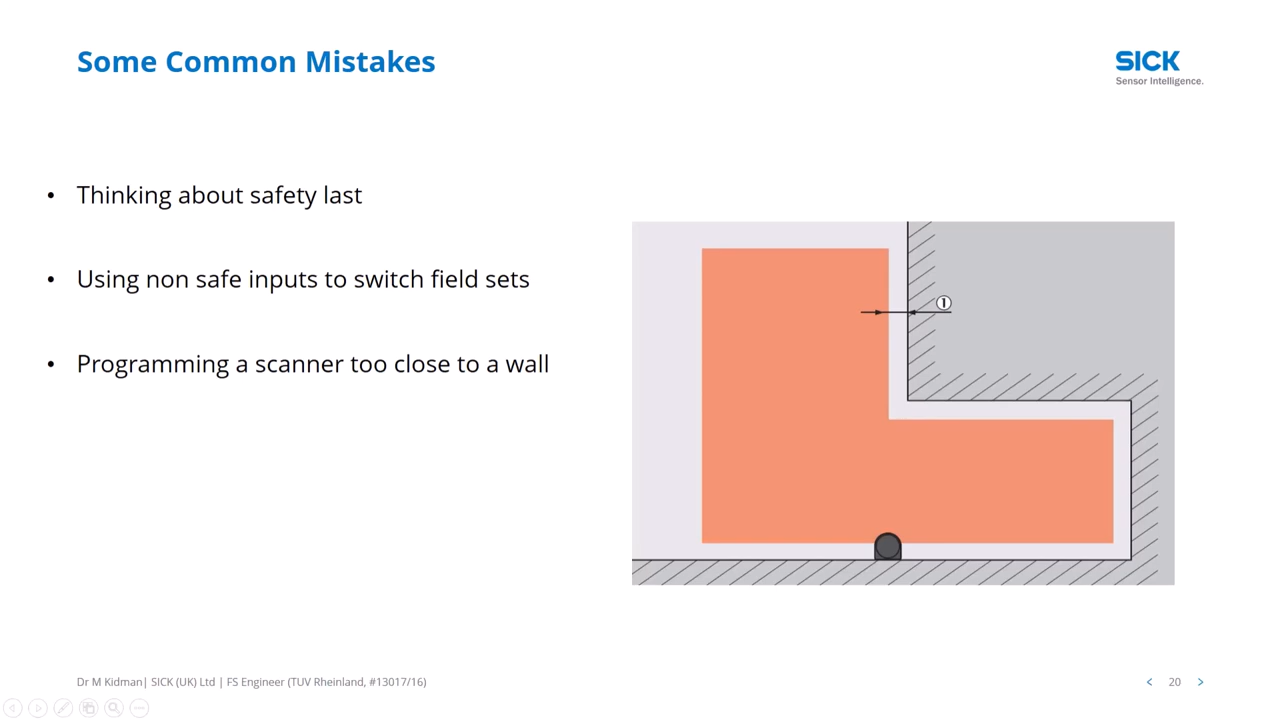 Some Common Mistakes
SICK
Sensor Intelligence.
• Thinking about safety last
• Using non safe inputs to switch field sets
• Programming a scanner too close to a wall
①
Dr M Kidman| SICK (UK) Ltd | FS Engineer (TUV Rheinland, #13017/16)
< 20 >